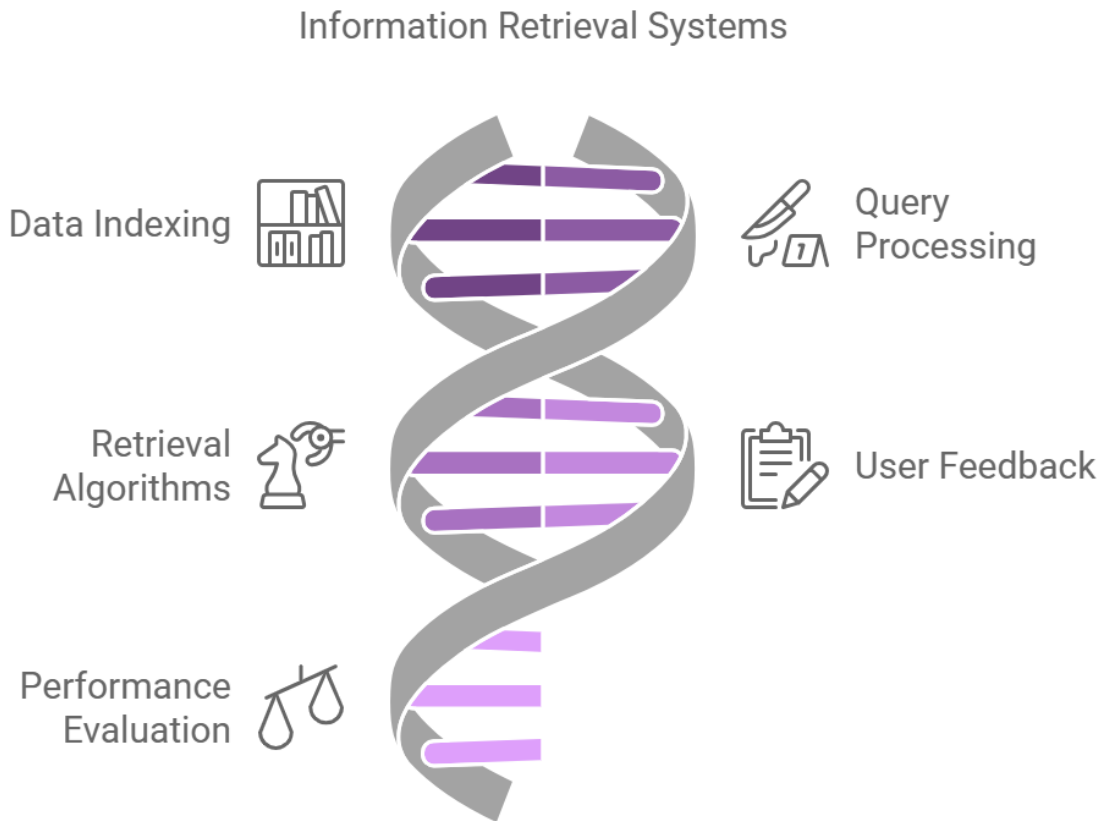 Information Retrieval Systems
Data Indexing
Query
Processing
Retrieval
Algorithms
User Feedback
Performance
Evaluation